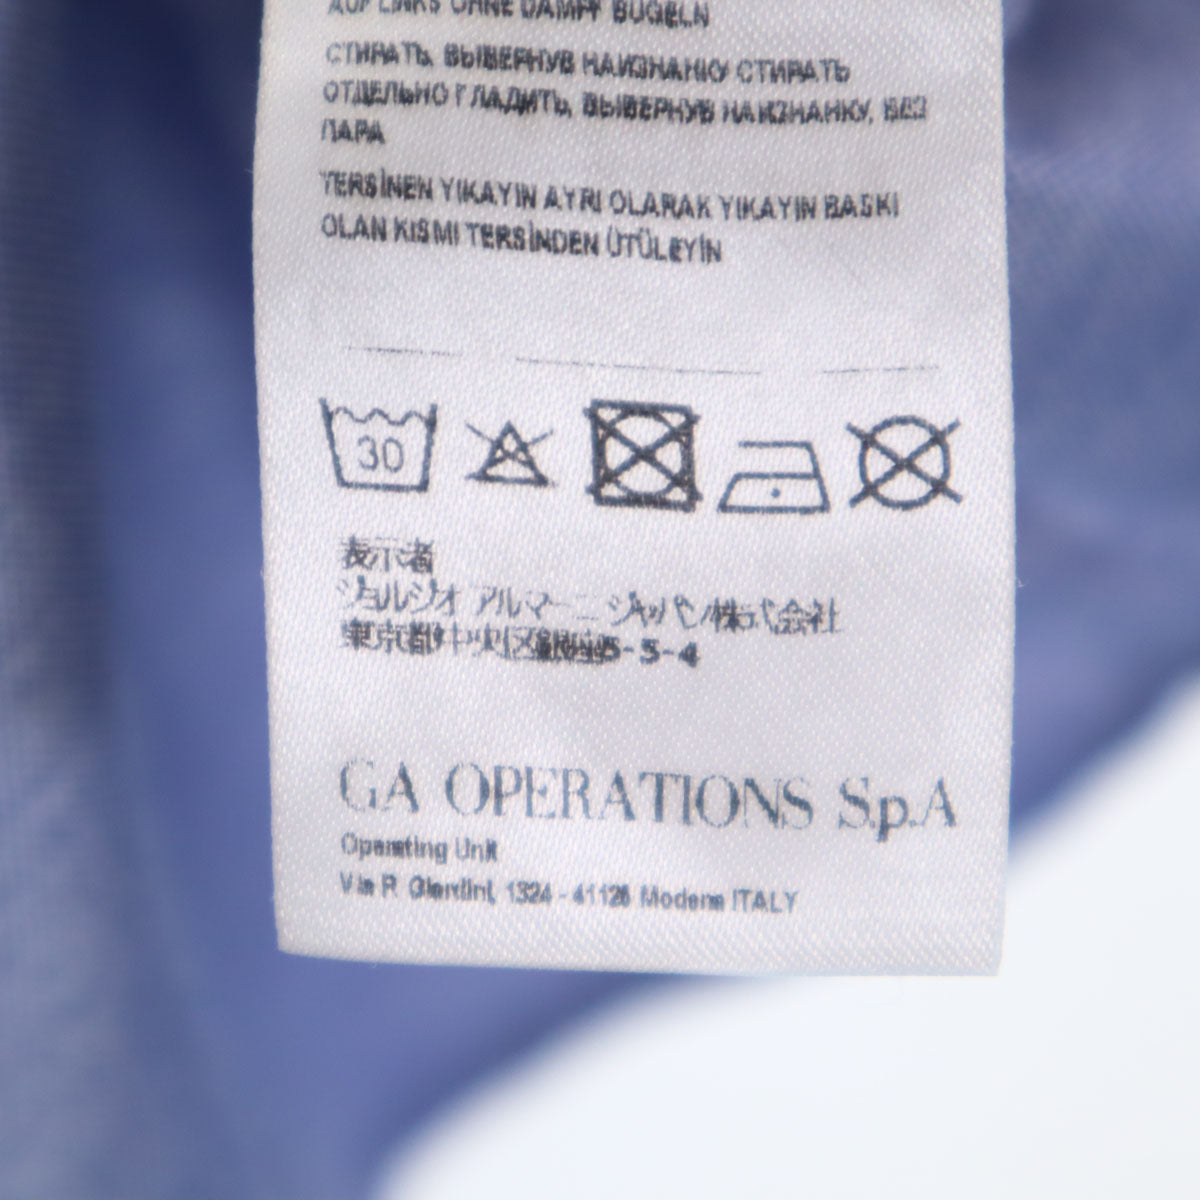 AUF LINKS OHNE DAMPF BÜGELN
СТИРАТЬ, ВЫВЕРНУВ НАИЗНАНКУ СТИРАТЬ
ОТДЕЛЬНО ГЛАДИТЬ, ВЫВЕРНУВ НАИЗНАНКУ, БЕЗ
ПАРА
TERSİNEN YIKAYIN AYRI OLARAK YIKAYIN BASKI
OLAN KISMI TERSİNDEN ÜTÜLEYİN
30
表示者
ジョルジオ アルマーニ ジャパン株式会社
東京都中央区銀座5-5-4
GA OPERATIONS S.p.A
Operating Unit
Via P. Giardini, 1324 - 41126 Modena ITALY